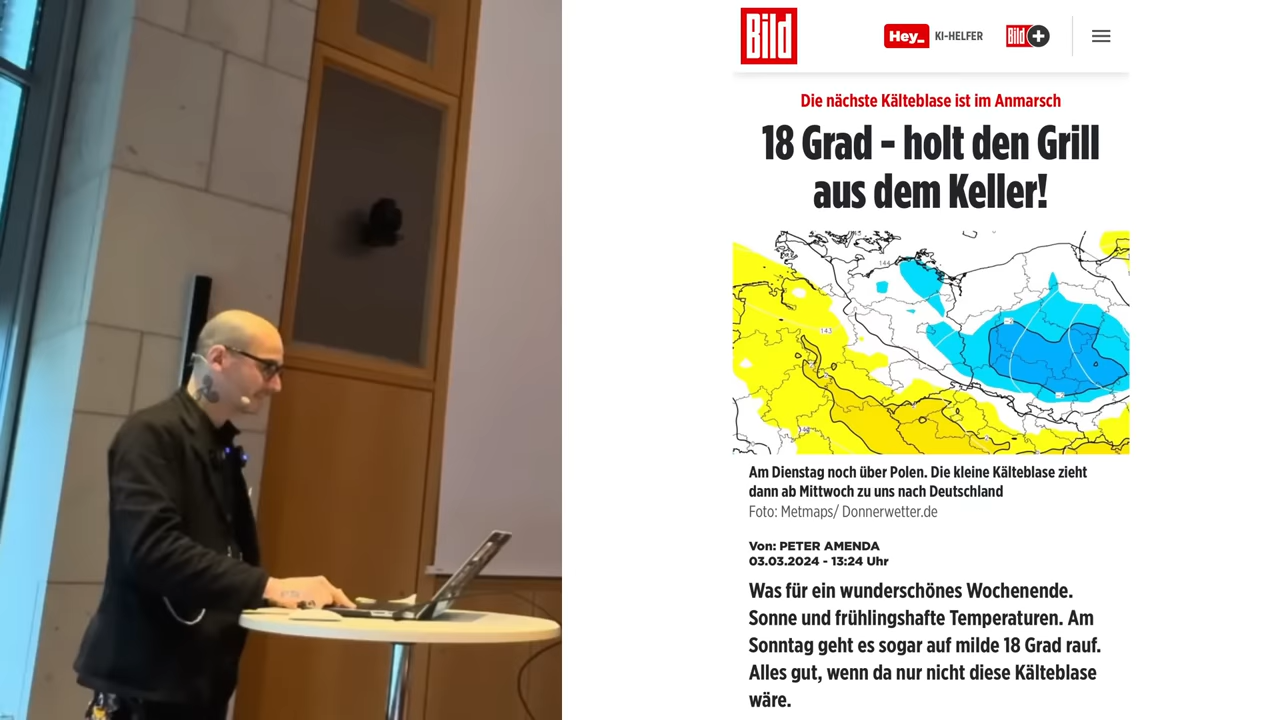 Bild
Hey_ KI-HELFER Bild+
Die nächste Kälteblase ist im Anmarsch
18 Grad – holt den Grill
aus dem Keller!
144
143
Am Dienstag noch über Polen. Die kleine Kälteblase zieht
dann ab Mittwoch zu uns nach Deutschland
Foto: Metmaps/ Donnerwetter.de
Von: PETER AMENDA
03.03.2024 - 13:24 Uhr
Was für ein wunderschönes Wochenende.
Sonne und frühlingshafte Temperaturen. Am
Sonntag geht es sogar auf milde 18 Grad rauf.
Alles gut, wenn da nur nicht diese Kälteblase
wäre.